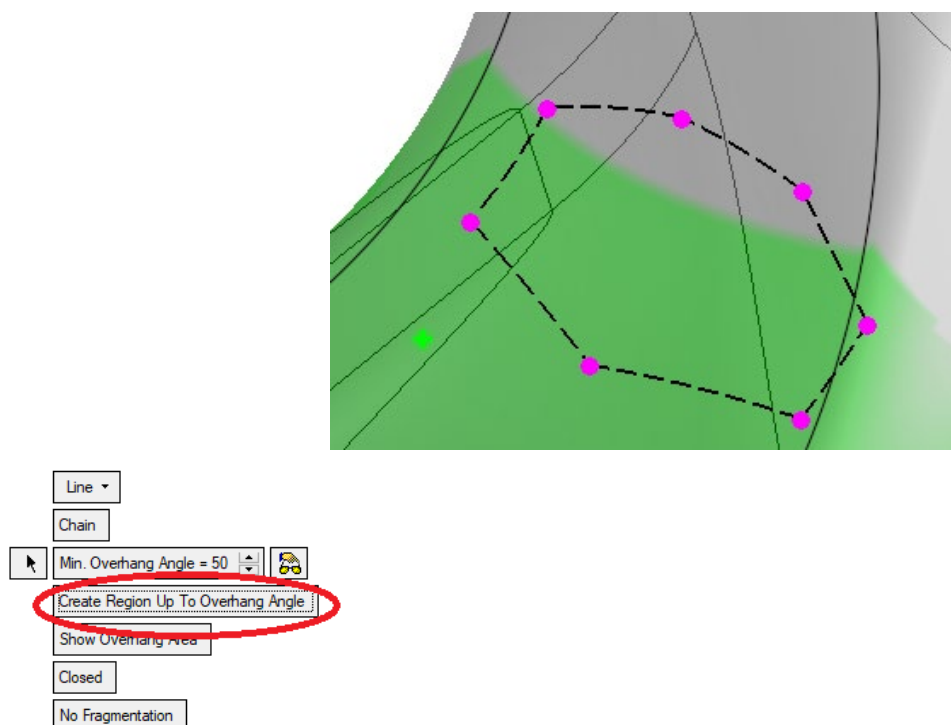 Line
Chain
Min. Overhang Angle = 50
Create Region Up To Overhang Angle
Show Overhang Area
Closed
No Fragmentation